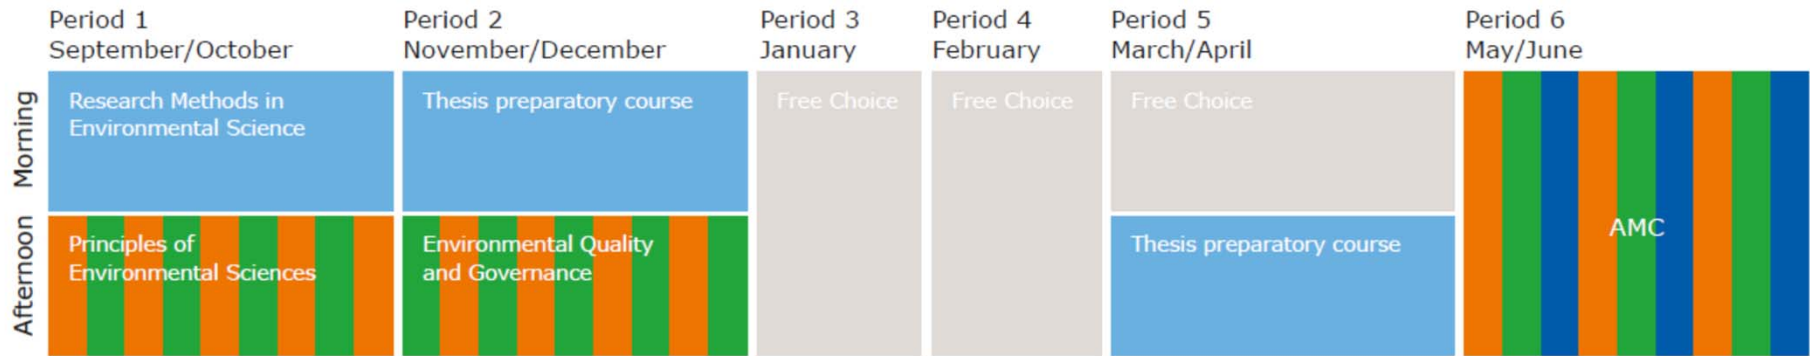 Period 1
September/October
Period 2
November/December
Period 3
January
Period 4
February
Period 5
March/April
Period 6
May/June
Morning
Research Methods in
Environmental Science
Thesis preparatory course
Free Choice
Free Choice
Free Choice
Afternoon
Principles of
Environmental Sciences
Environmental Quality
and Governance
Thesis preparatory course
AMC